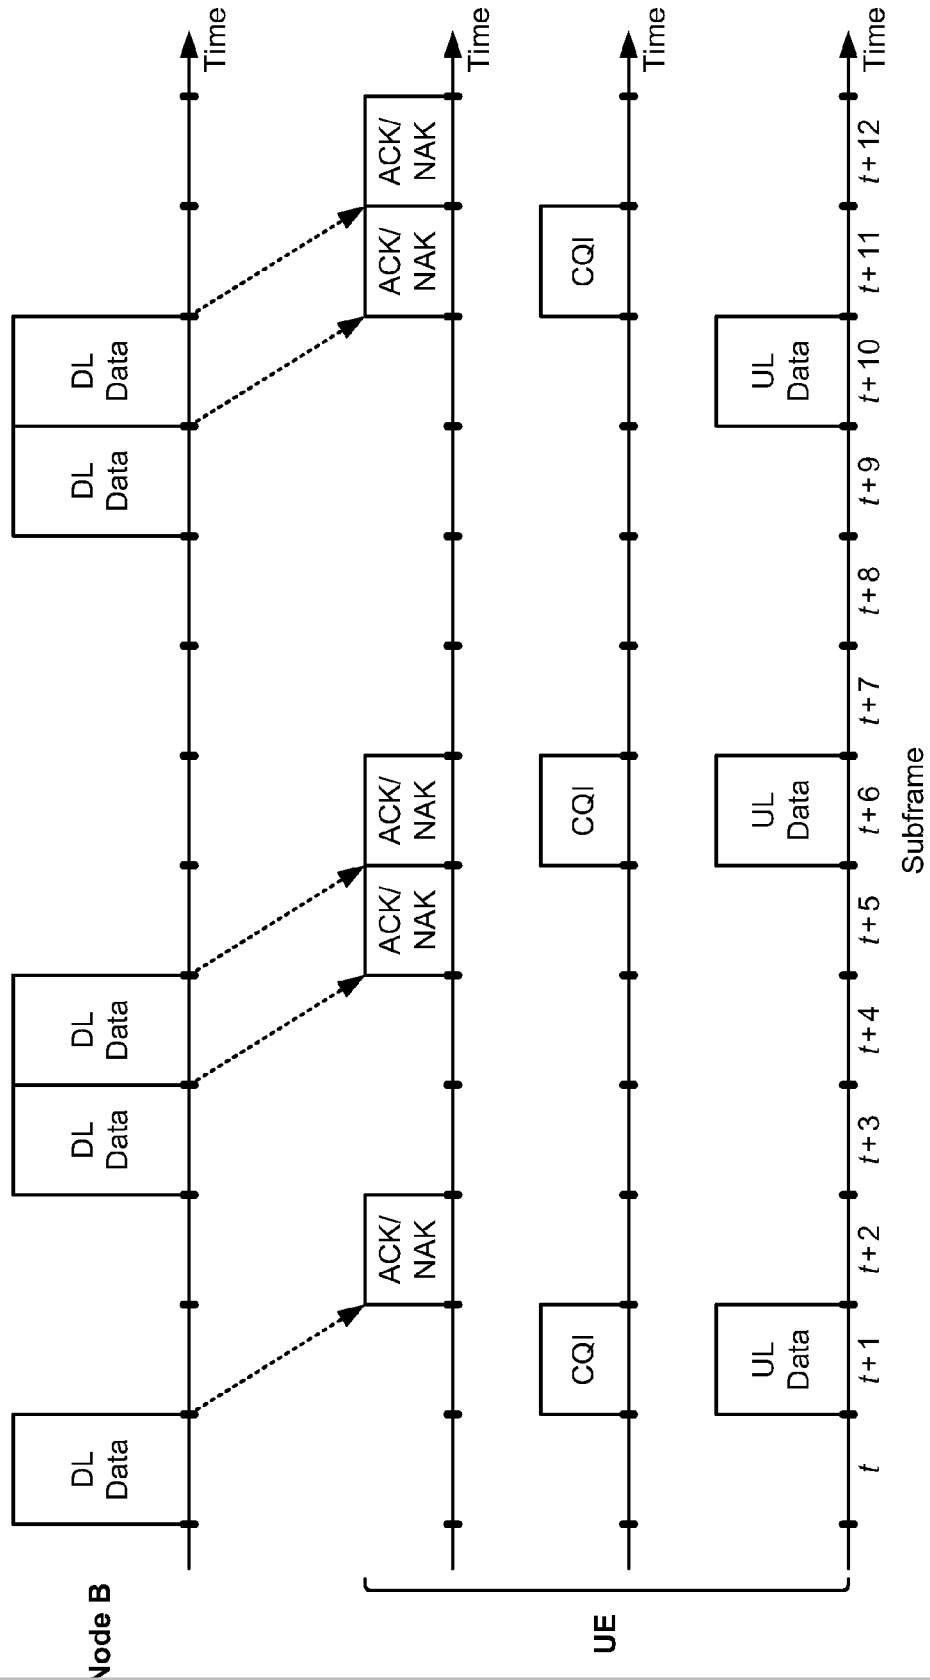 Node B
DL
Data
DL
Data
DL
Data
DL
Data
DL
Data
Time
UE
ACK/
NAK
ACK/
NAK
ACK/
NAK
ACK/
NAK
ACK/
NAK
Time
CQI
CQI
CQI
Time
UL
Data
UL
Data
UL
Data
Time
t t+1 t+2 t+3 t+4 t+5 t+6 t+7 t+8 t+9 t+10 t+11 t+12
Subframe